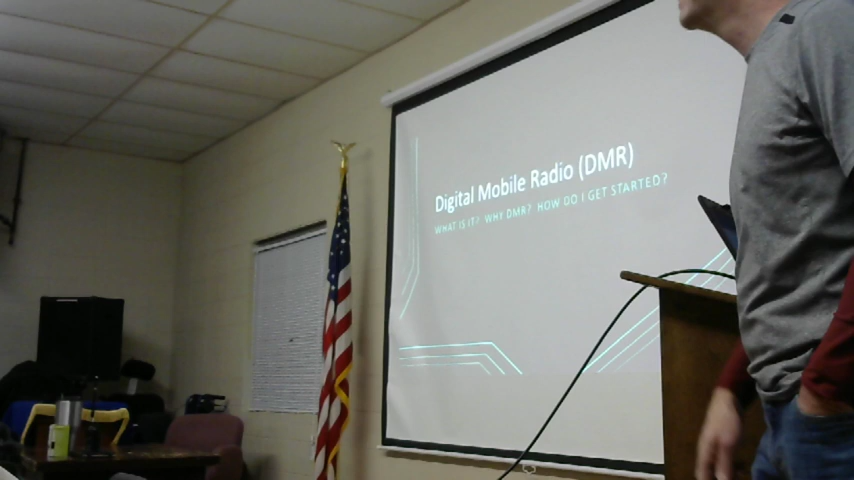 Digital Mobile Radio (DMR)
WHAT IS IT? WHY DMR? HOW DO I GET STARTED?